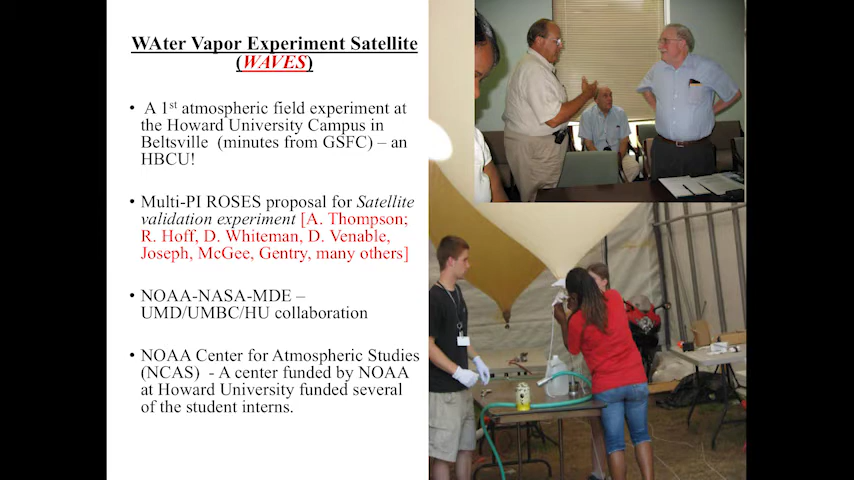 WAter Vapor Experiment Satellite
(WAVES)
• A 1st atmospheric field experiment at
the Howard University Campus in
Beltsville (minutes from GSFC) – an
HBCU!
• Multi-PI ROSES proposal for Satellite
validation experiment [A. Thompson;
R. Hoff, D. Whiteman, D. Venable,
Joseph, McGee, Gentry, many others]
• NOAA-NASA-MDE –
UMD/UMBC/HU collaboration
• NOAA Center for Atmospheric Studies
(NCAS) - A center funded by NOAA
at Howard University funded several
of the student interns.